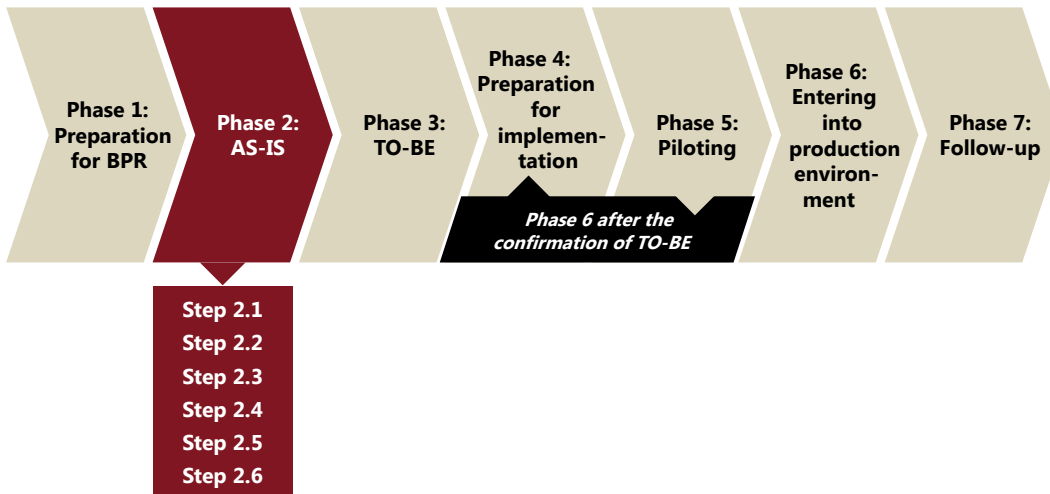 Phase 1:
Preparation
for BPR
Phase 2:
AS-IS
Phase 3:
TO-BE
Phase 4:
Preparation
for
implemen-
tation
Phase 5:
Piloting
Phase 6:
Entering
into
production
environ-
ment
Phase 7:
Follow-up
Phase 6 after the
confirmation of TO-BE
Step 2.1
Step 2.2
Step 2.3
Step 2.4
Step 2.5
Step 2.6